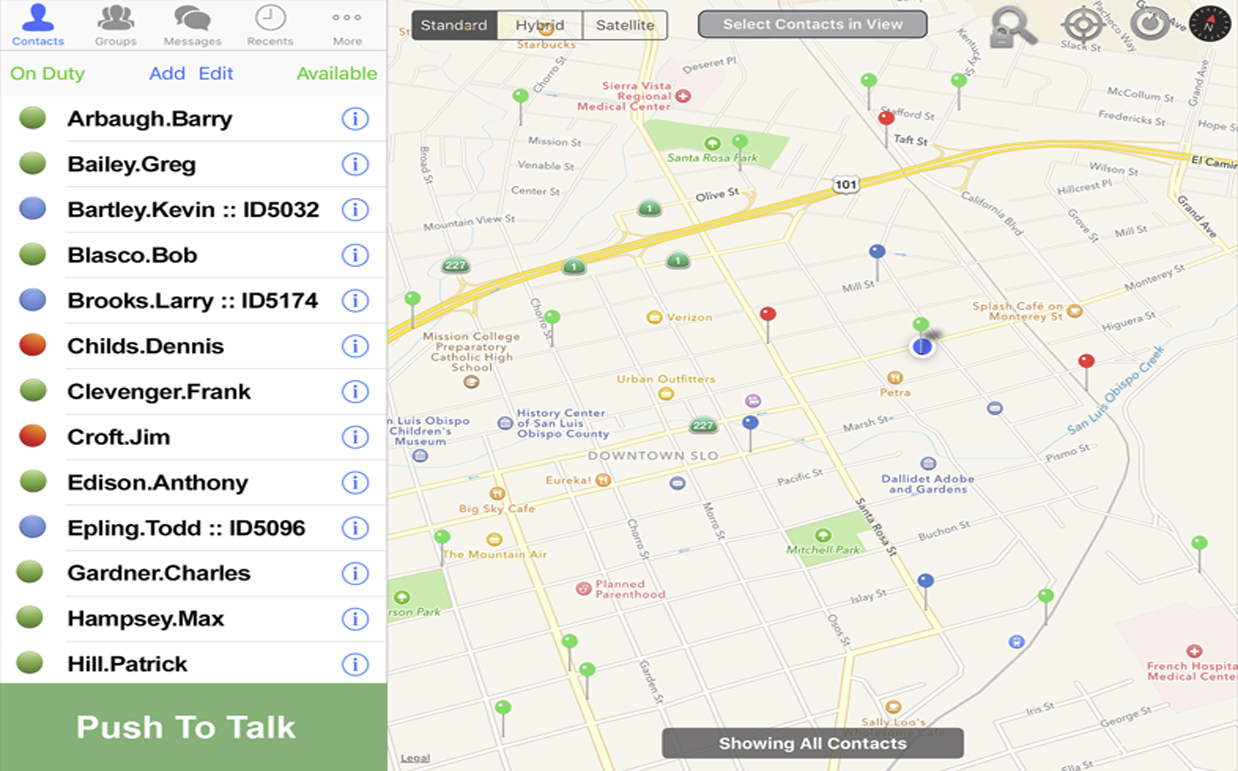 Contacts
Groups
Messages
Recents
More
On Duty
Add
Edit
Available
Arbaugh.Barry
Bailey.Greg
Bartley.Kevin :: ID5032
Blasco.Bob
Brooks.Larry :: ID5174
Childs.Dennis
Clevenger.Frank
Croft.Jim
Edison.Anthony
Epling.Todd :: ID5096
Gardner.Charles
Hampsey.Max
Hill.Patrick
Push To Talk
Standard
Hybrid
Satellite
Select Contacts in View
N
Starbucks
Chorro St
Deseret Pl
Kentucky St
Pacheco Way
Grand Ave
Slack St
Sierra Vista
Regional
Medical Center
Stafford St
Taft St
McCollum St
Fredericks St
Hope S
Grand Ave
Mission St
Venable St
Center St
Broad St
Santa Rosa Park
Olive St
101
El Camin
Wilson St
Hillcrest Pl
Mountain View St
1
California Blvd
Grove St
Mill St
Grand Ave
227
1
1
Mill St
Monterey St
Chorro St
Verizon
Splash Café on
Monterey St
Higuera St
Mission College
Preparatory
Catholic High
School
Urban Outfitters
Petra
San Luis Obispo Creek
n Luis Obispo
Children's
Museum
History Center
of San Luis
Obispo County
227
Marsh St
DOWNTOWN SLO
Pismo St
Eureka!
Pacific St
Dallidet Adobe
and Gardens
Big Sky Cafe
Morro St
Chorro St
Santa Rosa St
Buchon St
The Mountain Air
Mitchell Park
Planned
Parenthood
rson Park
Islay St
Osos St
Garden St
French Hospita
Medical Center
Iris St
George St
Sally Loo's
Wholesome Cafe
Showing All Contacts
Ella St
Legal